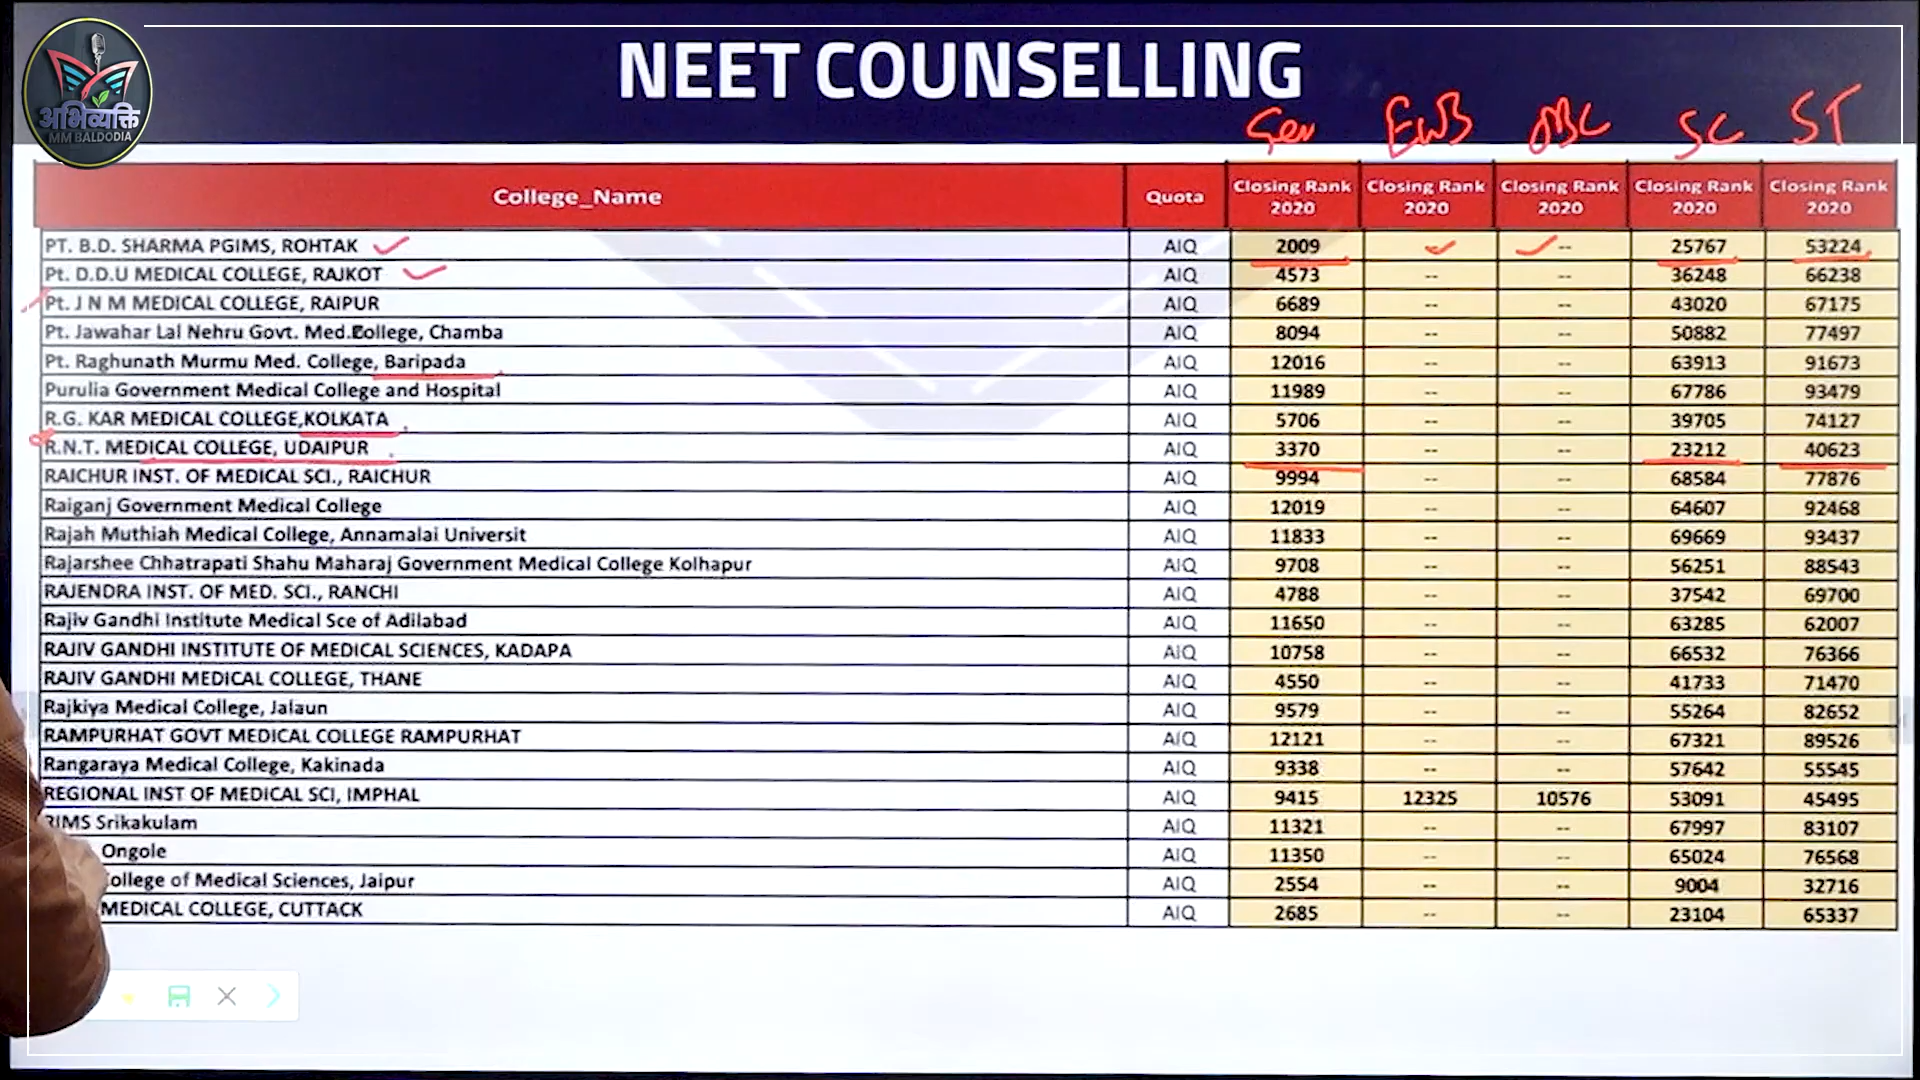 NEET COUNSELLING
अभिव्यक्ति
MM BALDODIA
Gen EWS OBC SC ST
College_Name Quota Closing Rank 2020 Closing Rank 2020 Closing Rank 2020 Closing Rank 2020 Closing Rank 2020
PT. B.D. SHARMA PGIMS, ROHTAK AIQ 2009 -- 25767 53224
Pt. D.D.U MEDICAL COLLEGE, RAJKOT AIQ 4573 -- -- 36248 66238
Pt. J N M MEDICAL COLLEGE, RAIPUR AIQ 6689 -- -- 43020 67175
Pt. Jawahar Lal Nehru Govt. Med.College, Chamba AIQ 8094 -- -- 50882 77497
Pt. Raghunath Murmu Med. College, Baripada AIQ 12016 -- -- 63913 91673
Purulia Government Medical College and Hospital AIQ 11989 -- -- 67786 93479
R.G. KAR MEDICAL COLLEGE,KOLKATA AIQ 5706 -- -- 39705 74127
R.N.T. MEDICAL COLLEGE, UDAIPUR AIQ 3370 -- -- 23212 40623
RAICHUR INST. OF MEDICAL SCI., RAICHUR AIQ 9994 -- -- 68584 77876
Raiganj Government Medical College AIQ 12019 -- -- 64607 92468
Rajah Muthiah Medical College, Annamalai Universit AIQ 11833 -- -- 69669 93437
Rajarshee Chhatrapati Shahu Maharaj Government Medical College Kolhapur AIQ 9708 -- -- 56251 88543
RAJENDRA INST. OF MED. SCI., RANCHI AIQ 4788 -- -- 37542 69700
Rajiv Gandhi Institute Medical Sce of Adilabad AIQ 11650 -- -- 63285 62007
RAJIV GANDHI INSTITUTE OF MEDICAL SCIENCES, KADAPA AIQ 10758 -- -- 66532 76366
RAJIV GANDHI MEDICAL COLLEGE, THANE AIQ 4550 -- -- 41733 71470
Rajkiya Medical College, Jalaun AIQ 9579 -- -- 55264 82652
RAMPURHAT GOVT MEDICAL COLLEGE RAMPURHAT AIQ 12121 -- -- 67321 89526
Rangaraya Medical College, Kakinada AIQ 9338 -- -- 57642 55545
REGIONAL INST OF MEDICAL SCI, IMPHAL AIQ 9415 12325 10576 53091 45495
RIMS Srikakulam AIQ 11321 -- -- 67997 83107
Ongole AIQ 11350 -- -- 65024 76568
ollege of Medical Sciences, Jaipur AIQ 2554 -- -- 9004 32716
MEDICAL COLLEGE, CUTTACK AIQ 2685 -- -- 23104 65337